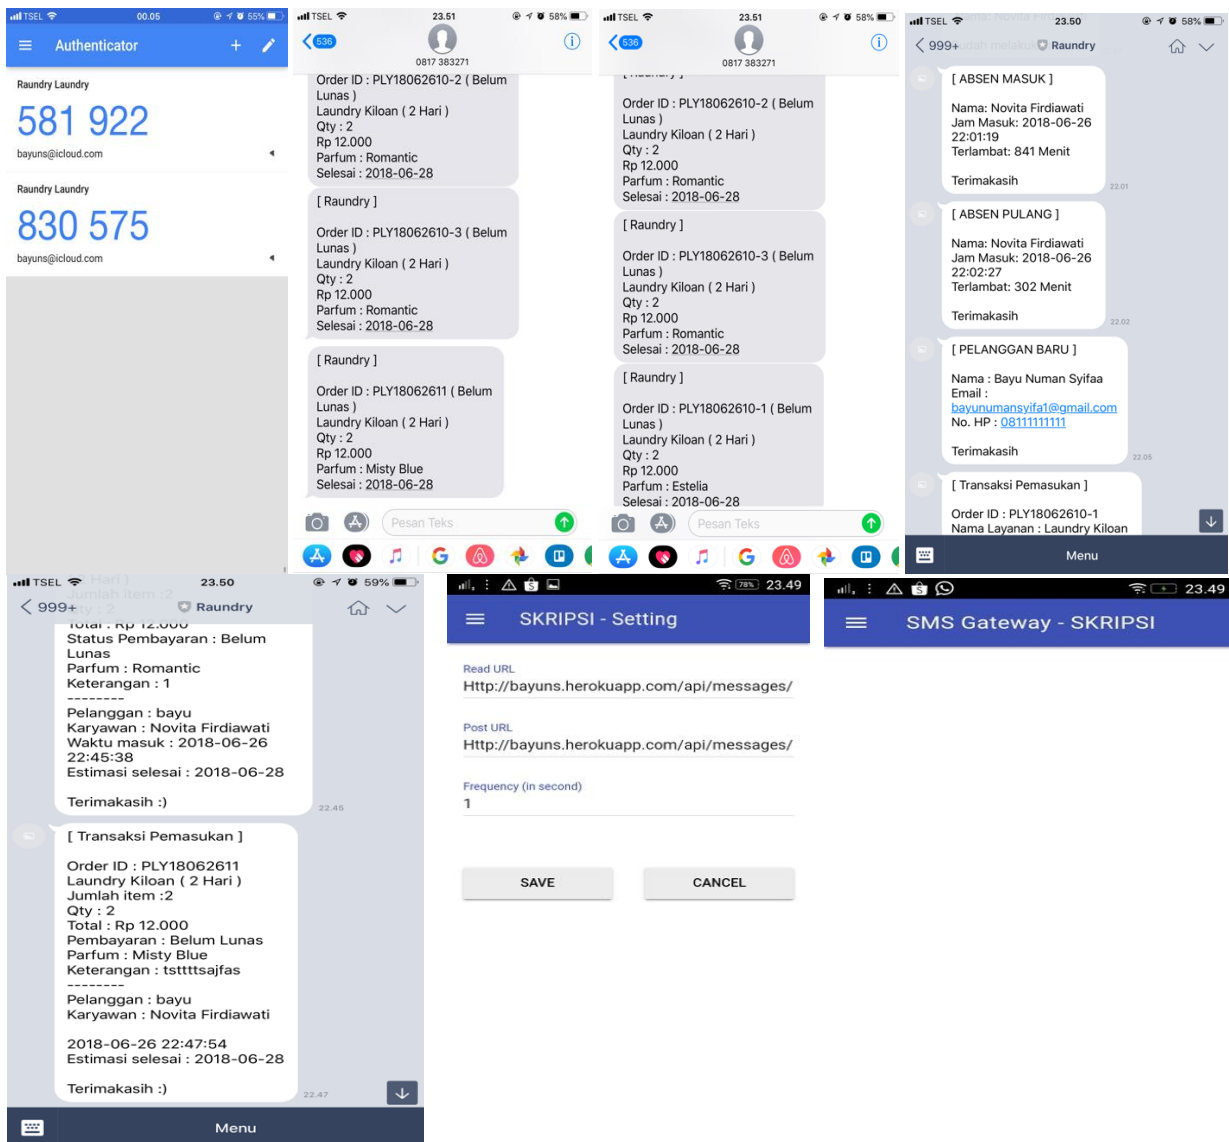 TSEL 00.05 55%
Authenticator
Raundry Laundry
581 922
bayuns@icloud.com
Raundry Laundry
830 575
bayuns@icloud.com
TSEL 23.51 58%
536
0817 383271
Order ID : PLY18062610-2 ( Belum
Lunas )
Laundry Kiloan ( 2 Hari )
Qty : 2
Rp 12.000
Parfum : Romantic
Selesai : 2018-06-28
[ Raundry ]
Order ID : PLY18062610-3 ( Belum
Lunas )
Laundry Kiloan ( 2 Hari )
Qty : 2
Rp 12.000
Parfum : Romantic
Selesai : 2018-06-28
[ Raundry ]
Order ID : PLY18062611 ( Belum
Lunas )
Laundry Kiloan ( 2 Hari )
Qty : 2
Rp 12.000
Parfum : Misty Blue
Selesai : 2018-06-28
Pesan Teks
TSEL 23.51 58%
536
0817 383271
Order ID : PLY18062610-2 ( Belum
Lunas )
Laundry Kiloan ( 2 Hari )
Qty : 2
Rp 12.000
Parfum : Romantic
Selesai : 2018-06-28
[ Raundry ]
Order ID : PLY18062610-3 ( Belum
Lunas )
Laundry Kiloan ( 2 Hari )
Qty : 2
Rp 12.000
Parfum : Romantic
Selesai : 2018-06-28
[ Raundry ]
Order ID : PLY18062610-1 ( Belum
Lunas )
Laundry Kiloan ( 2 Hari )
Qty : 2
Rp 12.000
Parfum : Estelia
Selesai : 2018-06-28
Pesan Teks
TSEL 23.50 58%
999+ Raundry
[ ABSEN MASUK ]
Nama: Novita Firdiawati
Jam Masuk: 2018-06-26
22:01:19
Terlambat: 841 Menit
Terimakasih
22.01
[ ABSEN PULANG ]
Nama: Novita Firdiawati
Jam Masuk: 2018-06-26
22:02:27
Terlambat: 302 Menit
Terimakasih
22.02
[ PELANGGAN BARU ]
Nama : Bayu Numan Syifaa
Email :
bayunumansyifa1@gmail.com
No. HP : 08111111111
Terimakasih
22.05
[ Transaksi Pemasukan ]
Order ID : PLY18062610-1
Nama Layanan : Laundry Kiloan
Menu
TSEL 23.50 59%
Jumlah item :2
999+ Raundry
Total : Rp 12.000
Status Pembayaran : Belum
Lunas
Parfum : Romantic
Keterangan : 1
--------
Pelanggan : bayu
Karyawan : Novita Firdiawati
Waktu masuk : 2018-06-26
22:45:38
Estimasi selesai : 2018-06-28
Terimakasih :)
22.45
[ Transaksi Pemasukan ]
Order ID : PLY18062611
Laundry Kiloan ( 2 Hari )
Jumlah item :2
Qty : 2
Total : Rp 12.000
Pembayaran : Belum Lunas
Parfum : Misty Blue
Keterangan : tsttttsajfas
--------
Pelanggan : bayu
Karyawan : Novita Firdiawati
2018-06-26 22:47:54
Estimasi selesai : 2018-06-28
Terimakasih :)
22.47
Menu
78% 23.49
SKRIPSI - Setting
Read URL
Http://bayuns.herokuapp.com/api/messages/
Post URL
Http://bayuns.herokuapp.com/api/messages/
Frequency (in second)
1
SAVE CANCEL
23.49
SMS Gateway - SKRIPSI